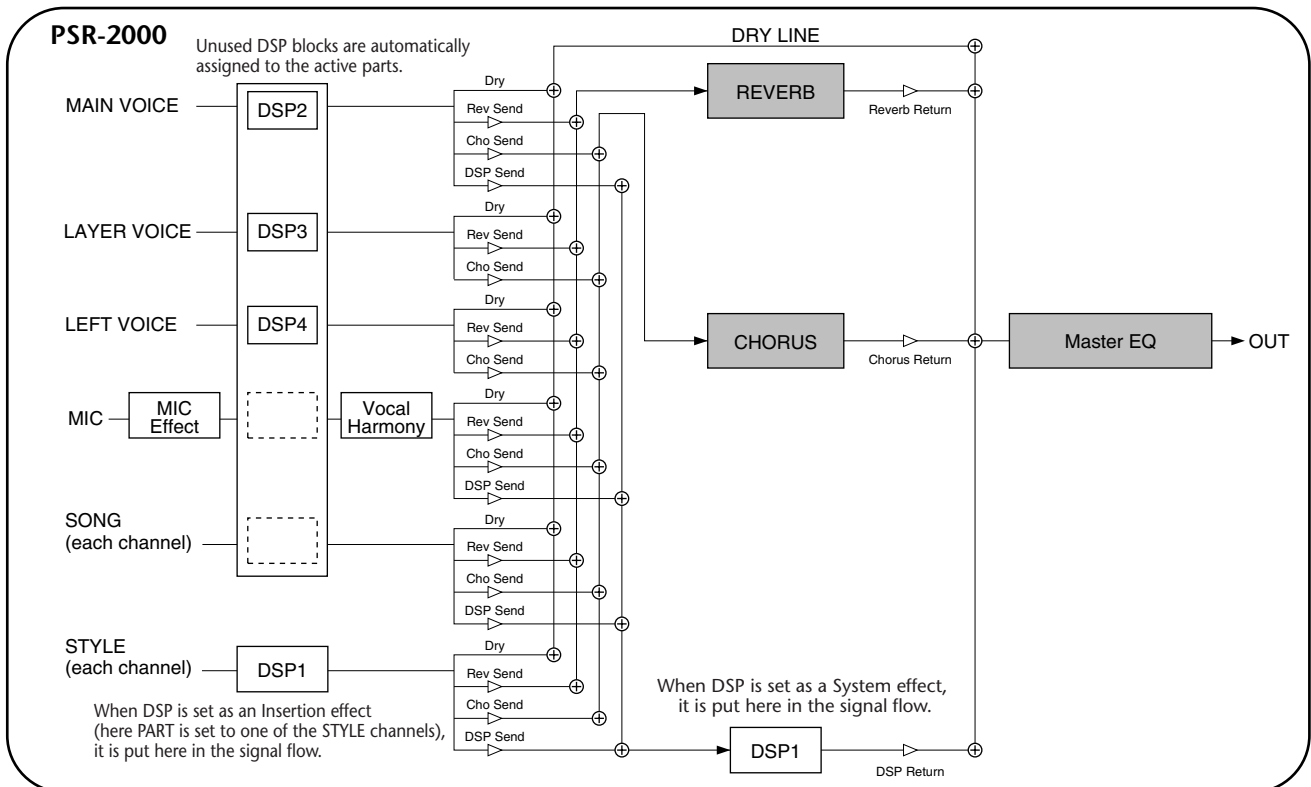 PSR-2000
Unused DSP blocks are automatically
assigned to the active parts.
DRY LINE
MAIN VOICE
DSP2
Dry
Rev Send
Cho Send
DSP Send
REVERB
Reverb Return
LAYER VOICE
DSP3
Dry
Rev Send
Cho Send
LEFT VOICE
DSP4
Dry
Rev Send
Cho Send
CHORUS
Chorus Return
Master EQ
OUT
MIC
MIC
Effect
Vocal
Harmony
Dry
Rev Send
Cho Send
DSP Send
SONG
(each channel)
Dry
Rev Send
Cho Send
DSP Send
STYLE
(each channel)
DSP1
Dry
Rev Send
Cho Send
DSP Send
When DSP is set as an Insertion effect
(here PART is set to one of the STYLE channels),
it is put here in the signal flow.
When DSP is set as a System effect,
it is put here in the signal flow.
DSP1
DSP Return